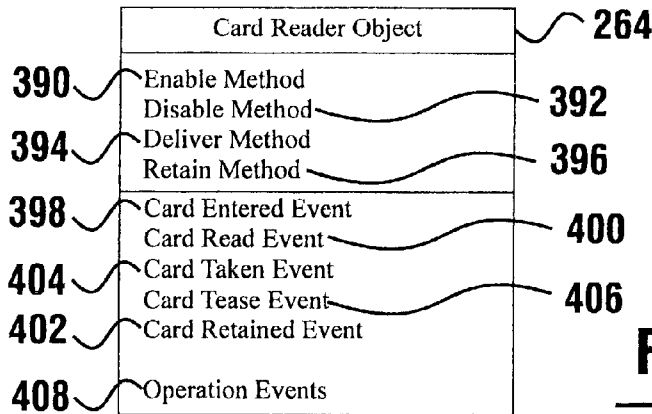 Card Reader Object 264
390 Enable Method
Disable Method 392
394 Deliver Method
Retain Method 396
398 Card Entered Event
Card Read Event 400
404 Card Taken Event
Card Tease Event 406
402 Card Retained Event
408 Operation Events